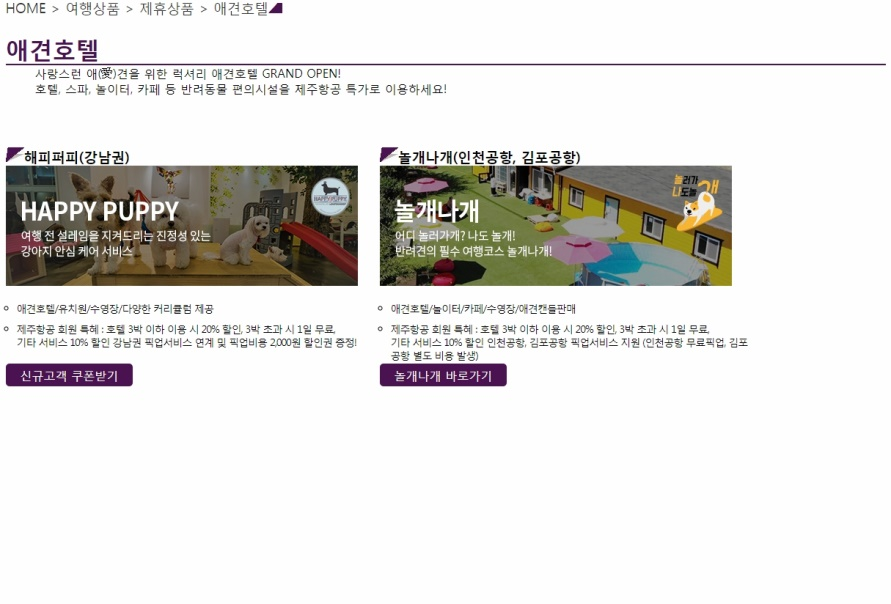 HOME > 여행상품 > 제휴상품 > 애견호텔
애견호텔
사랑스런 애(愛)견을 위한 럭셔리 애견호텔 GRAND OPEN!
호텔, 스파, 놀이터, 카페 등 반려동물 편의시설을 제주항공 특가로 이용하세요!
해피퍼피(강남권)
HAPPY PUPPY
여행 전 설레임을 지켜드리는 진정성 있는
강아지 안심 케어 서비스
HAPPY PUPPY
애견호텔/유치원/수영장/다양한 커리큘럼 제공
제주항공 회원 특혜 : 호텔 3박 이하 이용 시 20% 할인, 3박 초과 시 1일 무료,
기타 서비스 10% 할인 강남권 픽업서비스 연계 및 픽업비용 2,000원 할인권 증정!
신규고객 쿠폰받기
놀개나개(인천공항, 김포공항)
놀개나개
어디 놀러가개? 나도 놀개!
반려견의 필수 여행코스 놀개나개!
놀러가개
나도놀개
애견호텔/놀이터/카페/수영장/애견캔들판매
제주항공 회원 특혜 : 호텔 3박 이하 이용 시 20% 할인, 3박 초과 시 1일 무료,
기타 서비스 10% 할인 인천공항, 김포공항 픽업서비스 지원 (인천공항 무료픽업, 김포
공항 별도 비용 발생)
놀개나개 바로가기